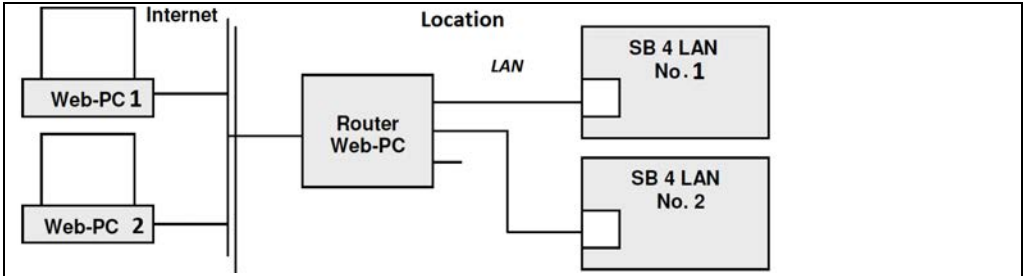 Internet
Location
Web-PC 1
Web-PC 2
Router
Web-PC
LAN
SB 4 LAN
No. 1
SB 4 LAN
No. 2